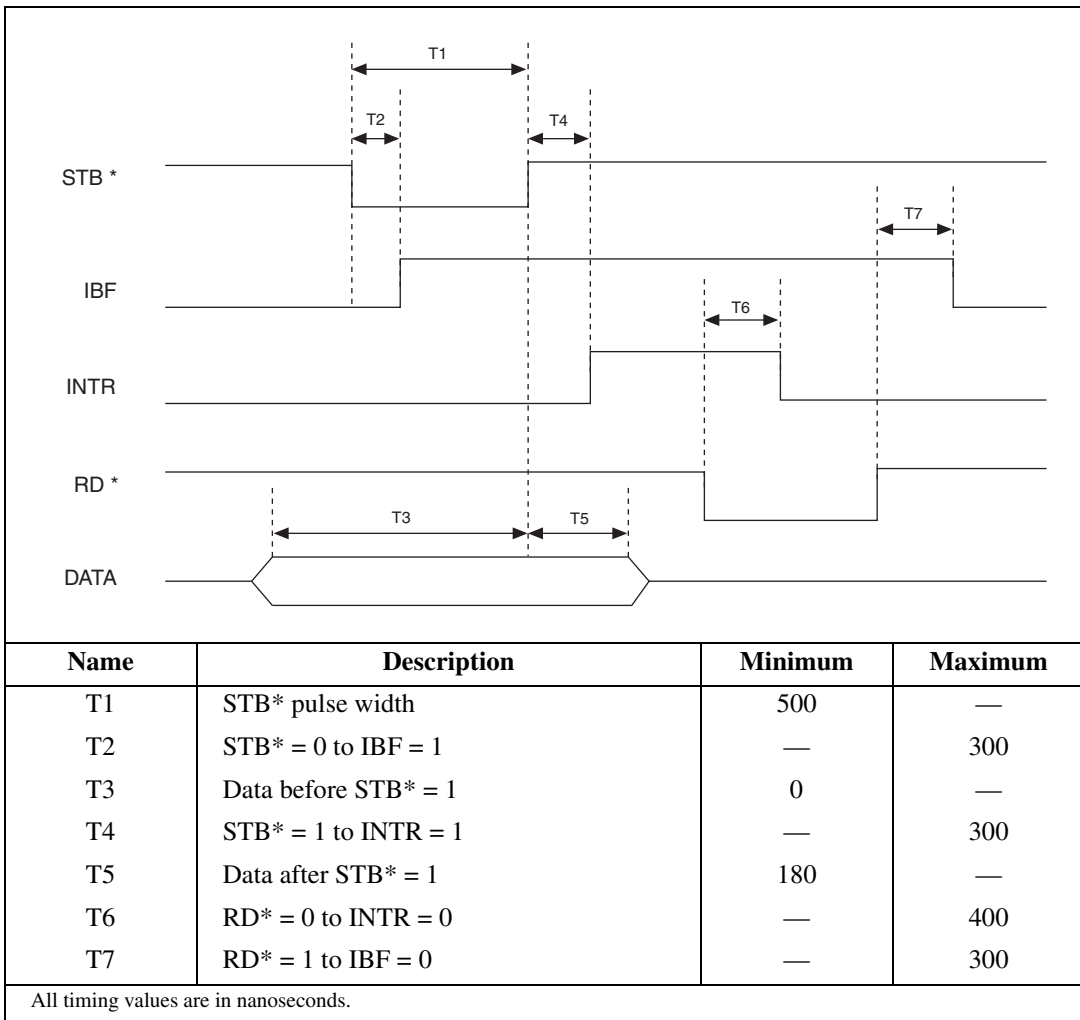 T1
T2
T4
STB *
T7
IBF
T6
INTR
RD *
T3
T5
DATA
Name Description Minimum Maximum
T1 STB* pulse width 500 —
T2 STB* = 0 to IBF = 1 — 300
T3 Data before STB* = 1 0 —
T4 STB* = 1 to INTR = 1 — 300
T5 Data after STB* = 1 180 —
T6 RD* = 0 to INTR = 0 — 400
T7 RD* = 1 to IBF = 0 — 300
All timing values are in nanoseconds.